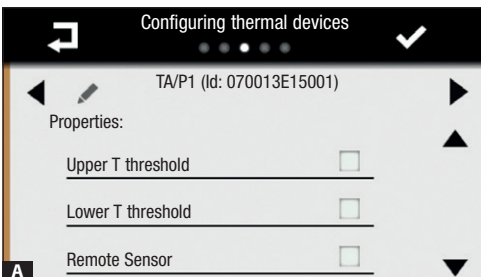 Configuring thermal devices
TA/P1 (Id: 070013E15001)
Properties:
Upper T threshold
Lower T threshold
Remote Sensor
A